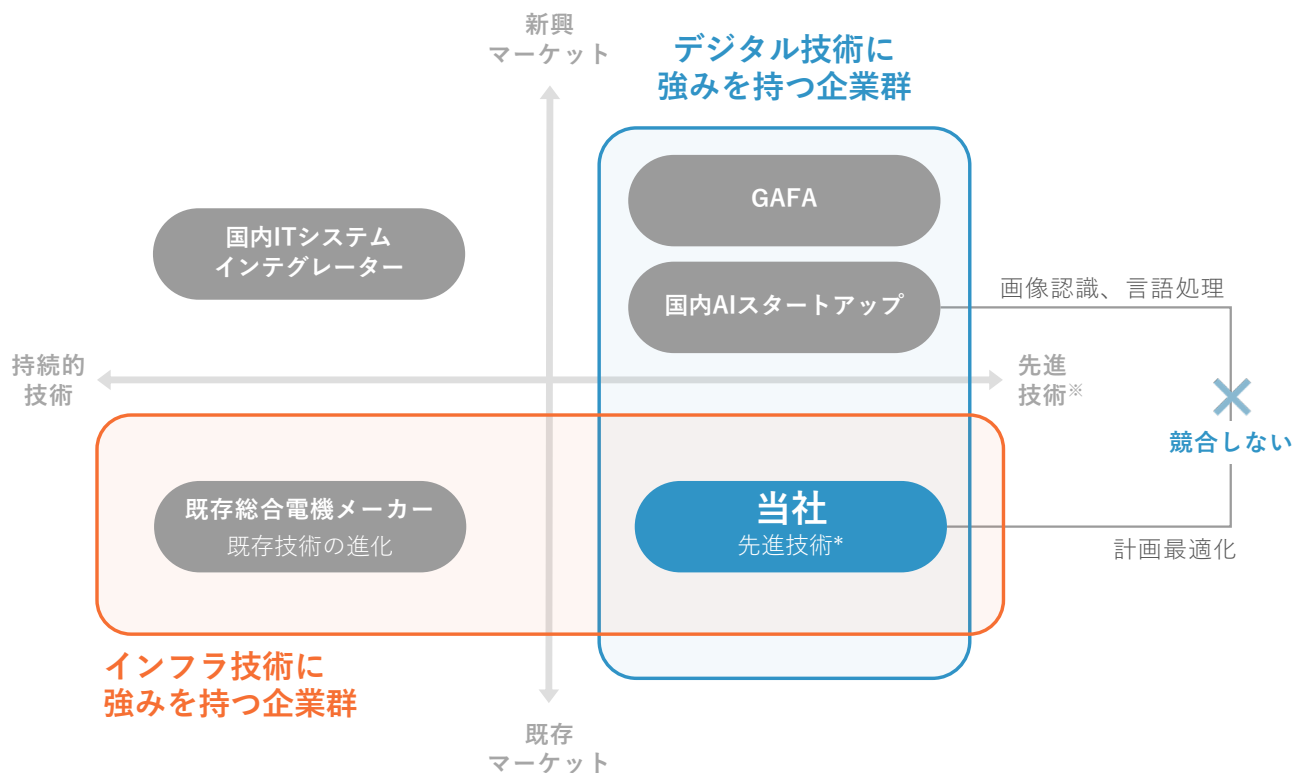 新興
マーケット
デジタル技術に
強みを持つ企業群
GAFA
国内ITシステム
インテグレーター
国内AIスタートアップ
画像認識、言語処理
持続的
技術
先進
技術※
競合しない
既存総合電機メーカー
既存技術の進化
当社
先進技術*
計画最適化
インフラ技術に
強みを持つ企業群
既存
マーケット